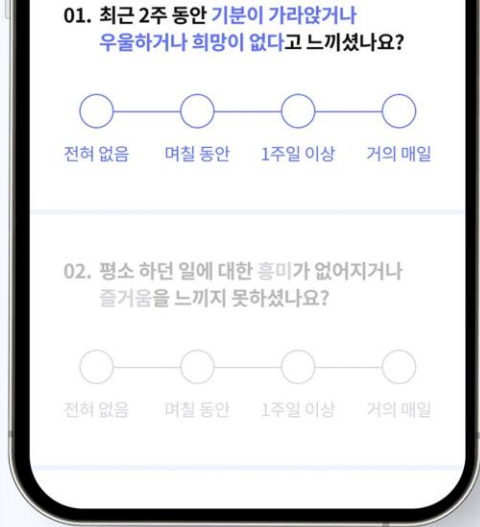 01. 최근 2주 동안 기분이 가라앉거나
우울하거나 희망이 없다고 느끼셨나요?
전혀 없음 며칠 동안 1주일 이상 거의 매일
02. 평소 하던 일에 대한 흥미가 없어지거나
즐거움을 느끼지 못하셨나요?
전혀 없음 며칠 동안 1주일 이상 거의 매일